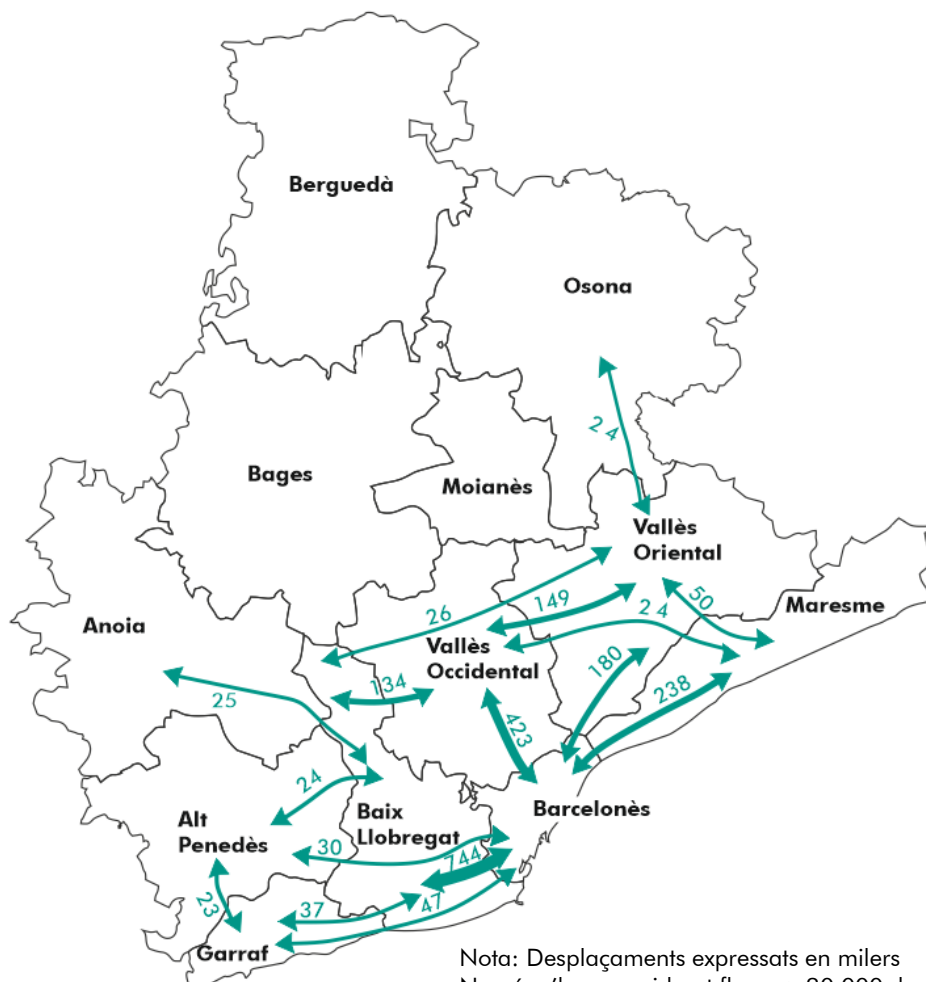 Berguedà
Osona
24
Bages
Moianès
Vallès
Oriental
26
149
24
50
Maresme
Anoia
Vallès
Occidental
180
134
238
25
423
24
Baix
Llobregat
Barcelonès
Alt
Penedès
30
744
23
37
47
Garraf
Nota: Desplaçaments expressats en milers